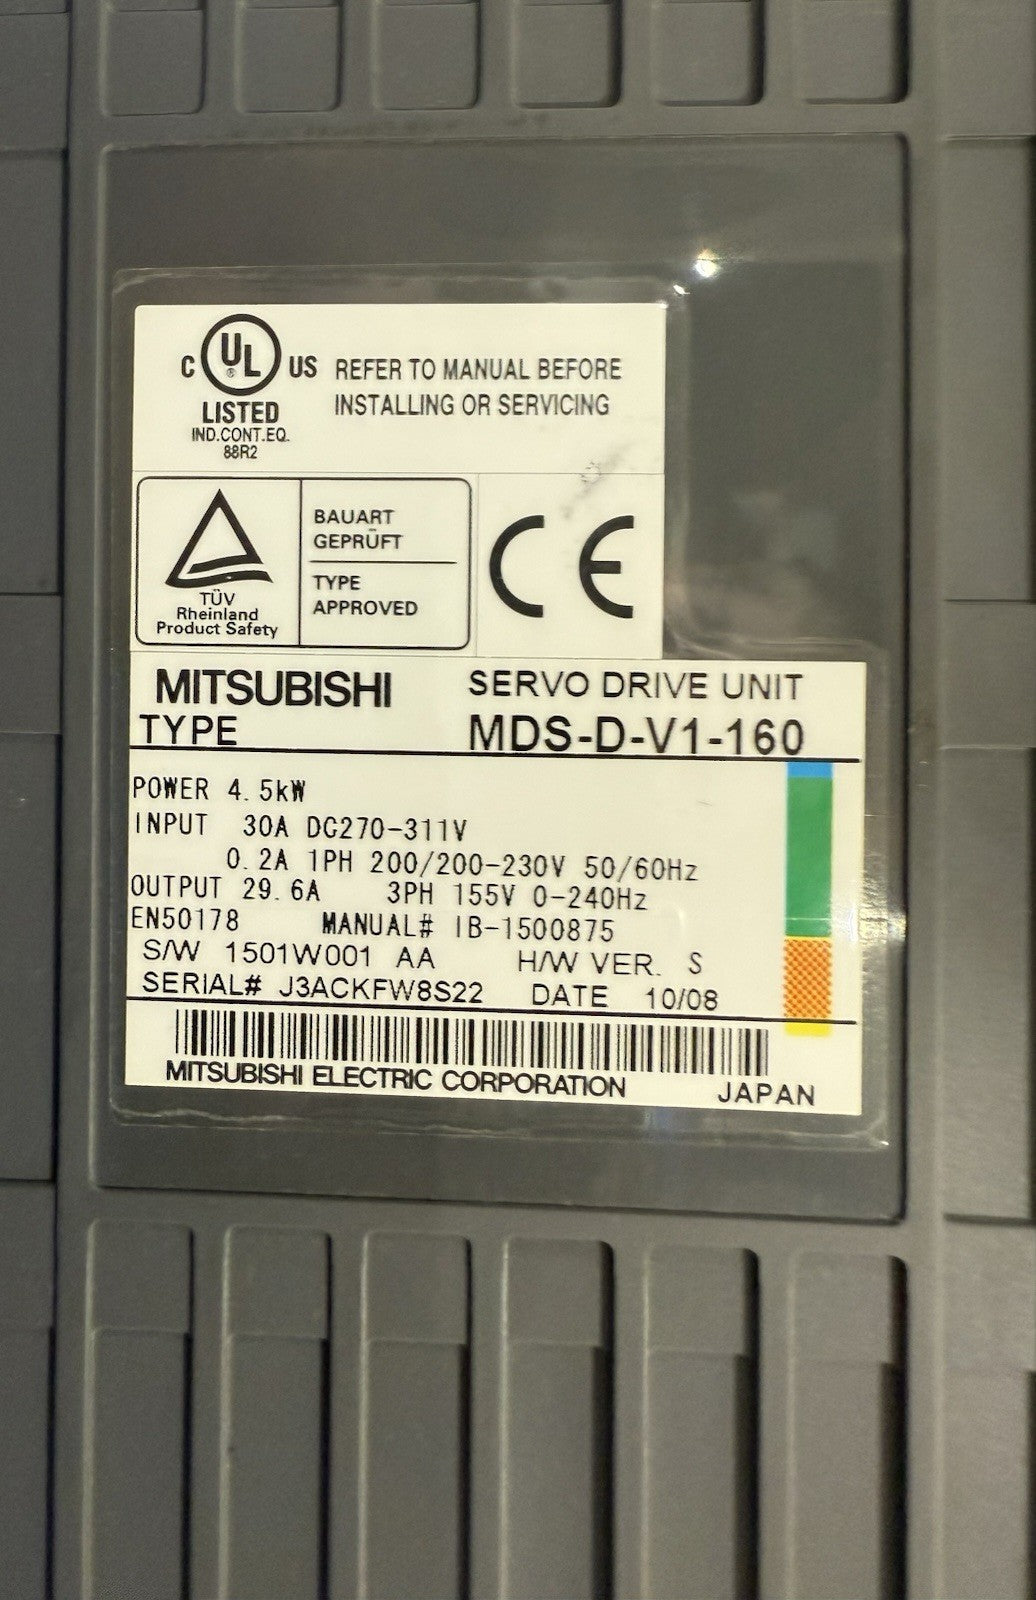 C UL ® US
LISTED
IND.CONT.EQ.
88R2
REFER TO MANUAL BEFORE
INSTALLING OR SERVICING
TÜV
Rheinland
Product Safety
BAUART
GEPRÜFT
TYPE
APPROVED
CE
MITSUBISHI SERVO DRIVE UNIT
TYPE MDS-D-V1-160
POWER 4.5kW
INPUT 30A DC270-311V
0.2A 1PH 200/200-230V 50/60Hz
OUTPUT 29.6A 3PH 155V 0-240Hz
EN50178 MANUAL# IB-1500875
S/W 1501W001 AA H/W VER. S
SERIAL# J3ACKFW8S22 DATE 10/08
MITSUBISHI ELECTRIC CORPORATION JAPAN